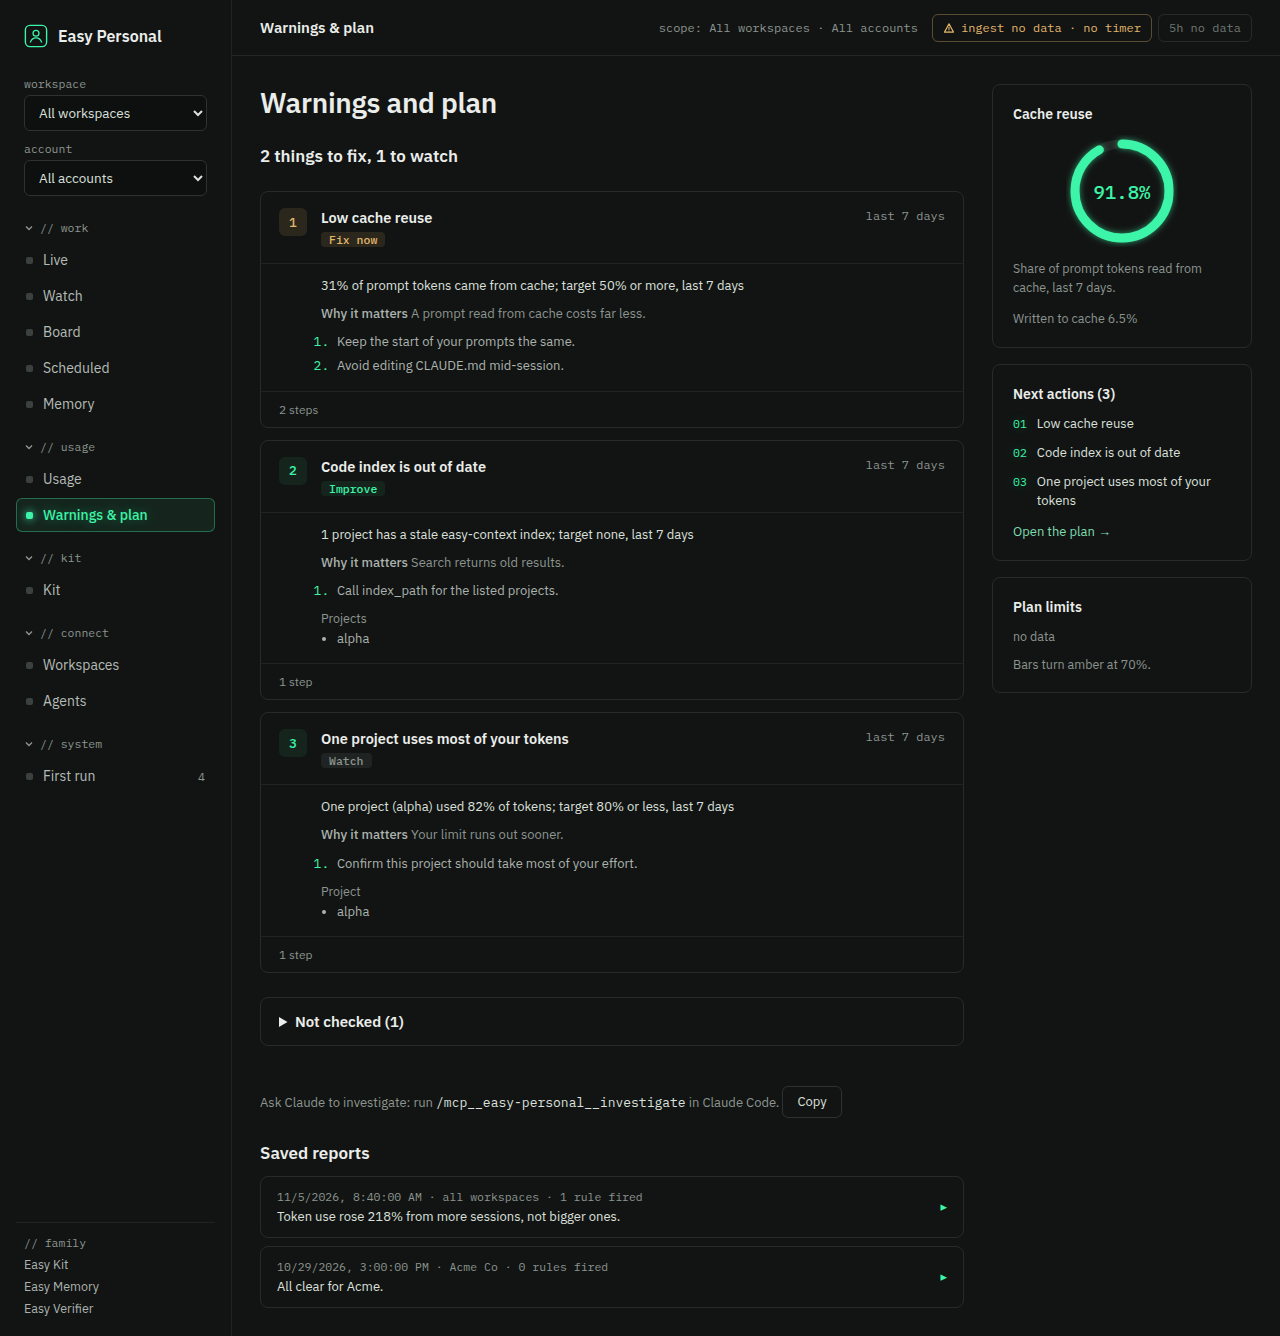 Easy Personal
workspace
All workspaces
account
All accounts
// work
Live
Watch
Board
Scheduled
Memory
// usage
Usage
Warnings & plan
// kit
Kit
// connect
Workspaces
Agents
// system
First run 4
// family
Easy Kit
Easy Memory
Easy Verifier
Warnings & plan
scope: All workspaces · All accounts
ingest no data · no timer
5h no data
Warnings and plan
2 things to fix, 1 to watch
1 Low cache reuse last 7 days
Fix now
31% of prompt tokens came from cache; target 50% or more, last 7 days
Why it matters A prompt read from cache costs far less.
1. Keep the start of your prompts the same.
2. Avoid editing CLAUDE.md mid-session.
2 steps
2 Code index is out of date last 7 days
Improve
1 project has a stale easy-context index; target none, last 7 days
Why it matters Search returns old results.
1. Call index_path for the listed projects.
Projects
• alpha
1 step
3 One project uses most of your tokens last 7 days
Watch
One project (alpha) used 82% of tokens; target 80% or less, last 7 days
Why it matters Your limit runs out sooner.
1. Confirm this project should take most of your effort.
Project
• alpha
1 step
▶ Not checked (1)
Ask Claude to investigate: run /mcp__easy-personal__investigate in Claude Code. Copy
Saved reports
11/5/2026, 8:40:00 AM · all workspaces · 1 rule fired
Token use rose 218% from more sessions, not bigger ones.
10/29/2026, 3:00:00 PM · Acme Co · 0 rules fired
All clear for Acme.
Cache reuse
91.8%
Share of prompt tokens read from
cache, last 7 days.
Written to cache 6.5%
Next actions (3)
01 Low cache reuse
02 Code index is out of date
03 One project uses most of your
tokens
Open the plan →
Plan limits
no data
Bars turn amber at 70%.